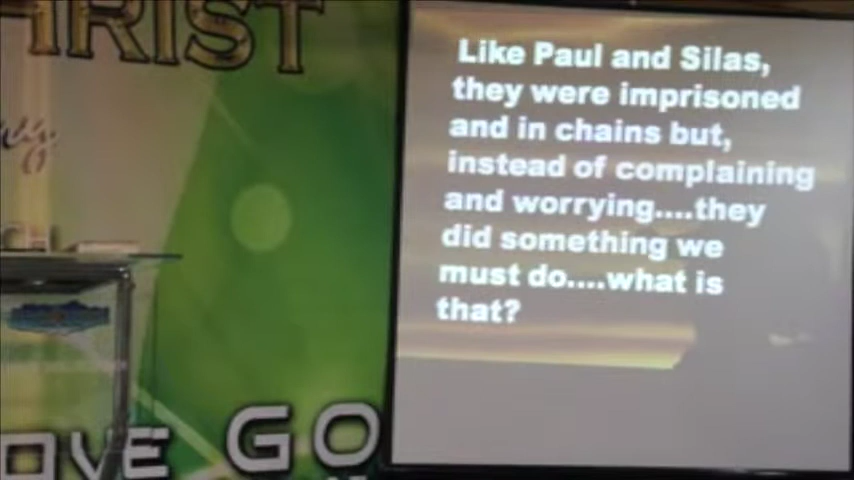 HRIST
Like Paul and Silas,
they were imprisoned
and in chains but,
instead of complaining
and worrying....they
did something we
must do....what is
that?
OVE GO